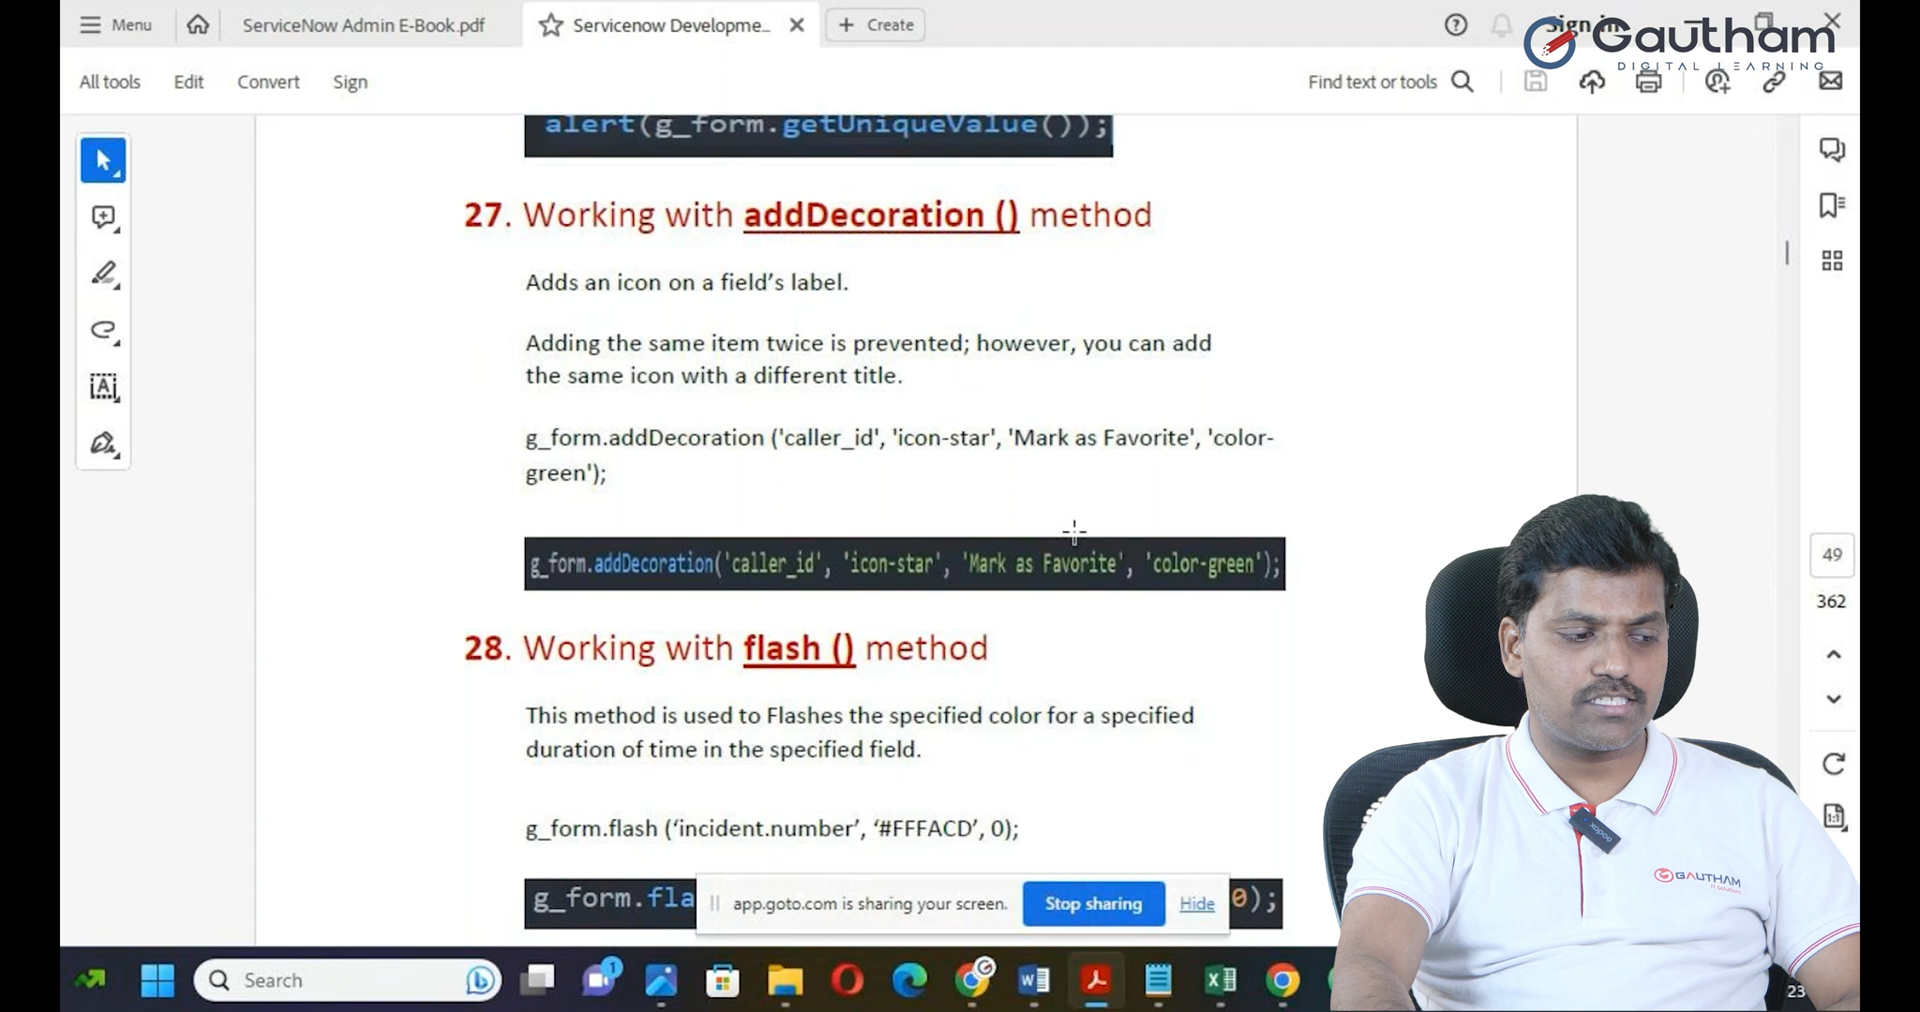 Menu
ServiceNow Admin E-Book.pdf
Servicenow Developme...
Create
Gautham
DIGITAL LEARNING
All tools
Edit
Convert
Sign
Find text or tools
alert(g_form.getUniqueValue());
27. Working with addDecoration () method
Adds an icon on a field's label.
Adding the same item twice is prevented; however, you can add
the same icon with a different title.
g_form.addDecoration ('caller_id', 'icon-star', 'Mark as Favorite', 'color-
green');
g_form.addDecoration('caller_id', 'icon-star', 'Mark as Favorite', 'color-green');
49
362
28. Working with flash () method
This method is used to Flashes the specified color for a specified
duration of time in the specified field.
g_form.flash (‘incident.number’, ‘#FFFACD’, 0);
g_form.fla
0);
app.goto.com is sharing your screen.
Stop sharing
Hide
GAUTHAM
Search
1
23